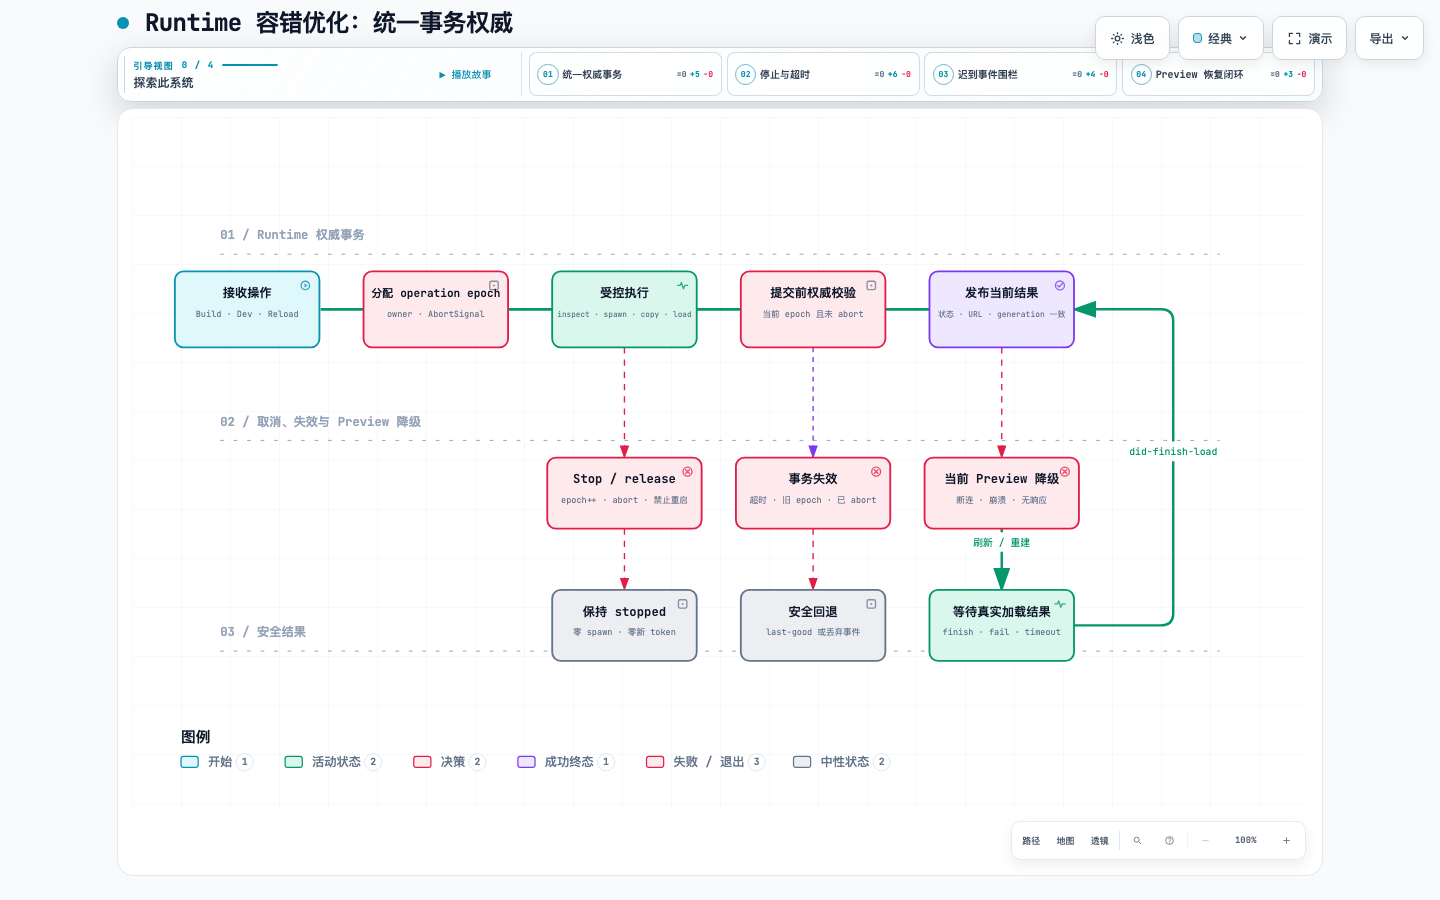 Runtime 容错优化：统一事务权威
浅色
经典
演示
导出
引导视图 0 / 4
探索此系统
▶ 播放故事
01 统一权威事务 =0 +5 -0
02 停止与超时 =0 +6 -0
03 迟到事件围栏 =0 +4 -0
04 Preview 恢复闭环 =0 +3 -0
01 / Runtime 权威事务
接收操作
Build · Dev · Reload
分配 operation epoch
owner · AbortSignal
受控执行
inspect · spawn · copy · load
提交前权威校验
当前 epoch 且未 abort
发布当前结果
状态 · URL · generation 一致
02 / 取消、失效与 Preview 降级
did-finish-load
Stop / release
epoch++ · abort · 禁止重启
事务失效
超时 · 旧 epoch · 已 abort
当前 Preview 降级
断连 · 崩溃 · 无响应
刷新 / 重建
03 / 安全结果
保持 stopped
零 spawn · 零新 token
安全回退
last-good 或丢弃事件
等待真实加载结果
finish · fail · timeout
图例
开始 1
活动状态 2
决策 2
成功终态 1
失败 / 退出 3
中性状态 2
路径
地图
透镜
− 100% +